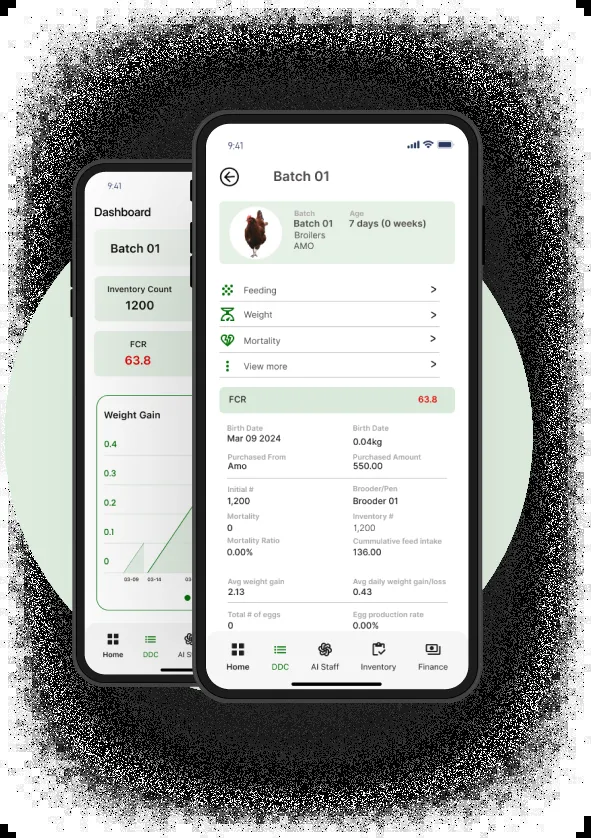 9:41
Dashboard
Batch 01
Inventory Count
1200
FCR
63.8
Weight Gain
0.4
0.3
0.2
0.1
0
03-09 03-14 03
Home DDC AI S
9:41
Batch 01
Batch Age
Batch 01 7 days (0 weeks)
Broilers
AMO
Feeding >
Weight >
Mortality >
View more >
FCR 63.8
Birth Date Birth Date
Mar 09 2024 0.04kg
Purchased From Purchased Amount
Amo 550.00
Initial # Brooder/Pen
1,200 Brooder 01
Mortality Inventory #
0 1,200
Mortality Ratio Cummulative feed intake
0.00% 136.00
Avg weight gain Avg daily weight gain/loss
2.13 0.43
Total # of eggs Egg production rate
0 0.00%
Home DDC AI Staff Inventory Finance